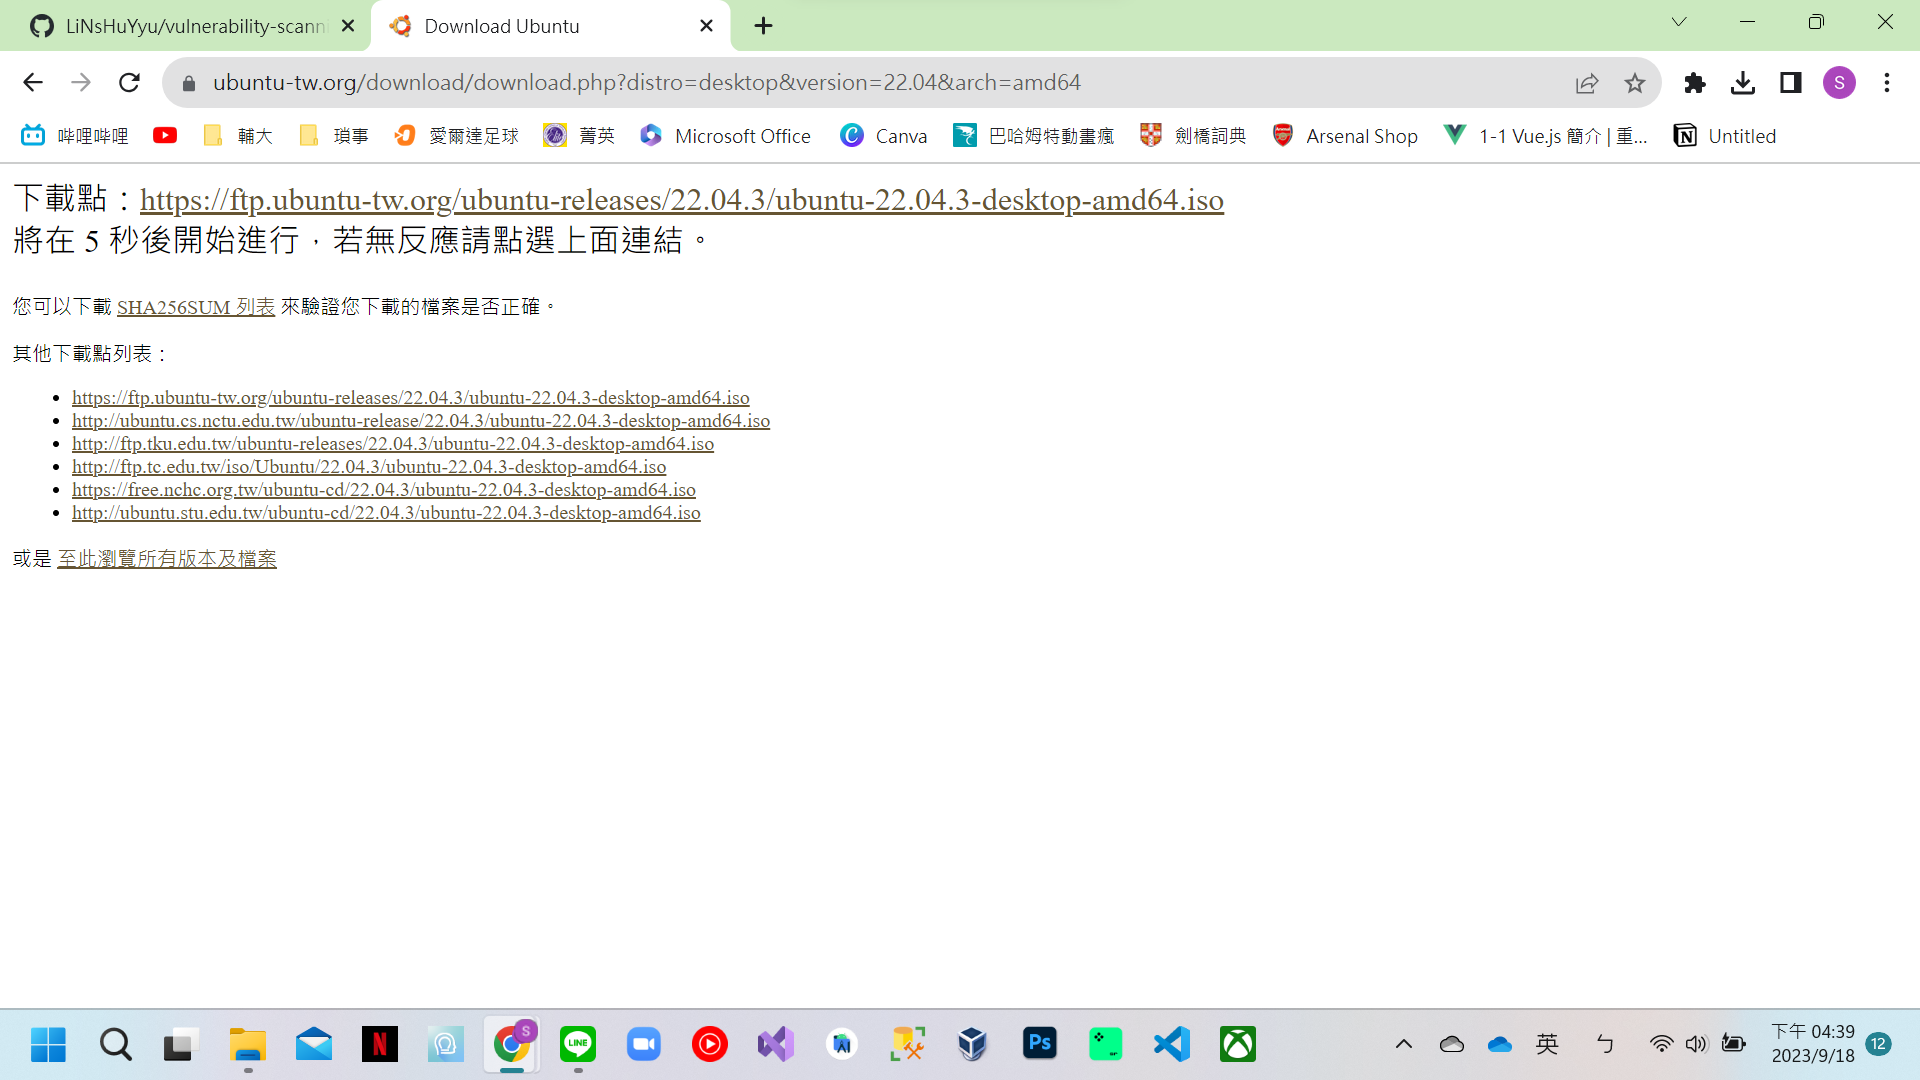 LiNsHuYyu/vulnerability-scann
Download Ubuntu
ubuntu-tw.org/download/download.php?distro=desktop&version=22.04&arch=amd64
S
哔哩哔哩
輔大
瑣事
愛爾達足球
菁英
Microsoft Office
Canva
巴哈姆特動畫瘋
劍橋詞典
Arsenal Shop
1-1 Vue.js 簡介 | 重...
Untitled
下載點：https://ftp.ubuntu-tw.org/ubuntu-releases/22.04.3/ubuntu-22.04.3-desktop-amd64.iso
將在 5 秒後開始進行，若無反應請點選上面連結。
您可以下載 SHA256SUM 列表 來驗證您下載的檔案是否正確。
其他下載點列表：
https://ftp.ubuntu-tw.org/ubuntu-releases/22.04.3/ubuntu-22.04.3-desktop-amd64.iso
http://ubuntu.cs.nctu.edu.tw/ubuntu-release/22.04.3/ubuntu-22.04.3-desktop-amd64.iso
http://ftp.tku.edu.tw/ubuntu-releases/22.04.3/ubuntu-22.04.3-desktop-amd64.iso
http://ftp.tc.edu.tw/iso/Ubuntu/22.04.3/ubuntu-22.04.3-desktop-amd64.iso
https://free.nchc.org.tw/ubuntu-cd/22.04.3/ubuntu-22.04.3-desktop-amd64.iso
http://ubuntu.stu.edu.tw/ubuntu-cd/22.04.3/ubuntu-22.04.3-desktop-amd64.iso
或是 至此瀏覽所有版本及檔案
N
S
LINE
Ps
英
ㄅ
下午 04:39
2023/9/18
12